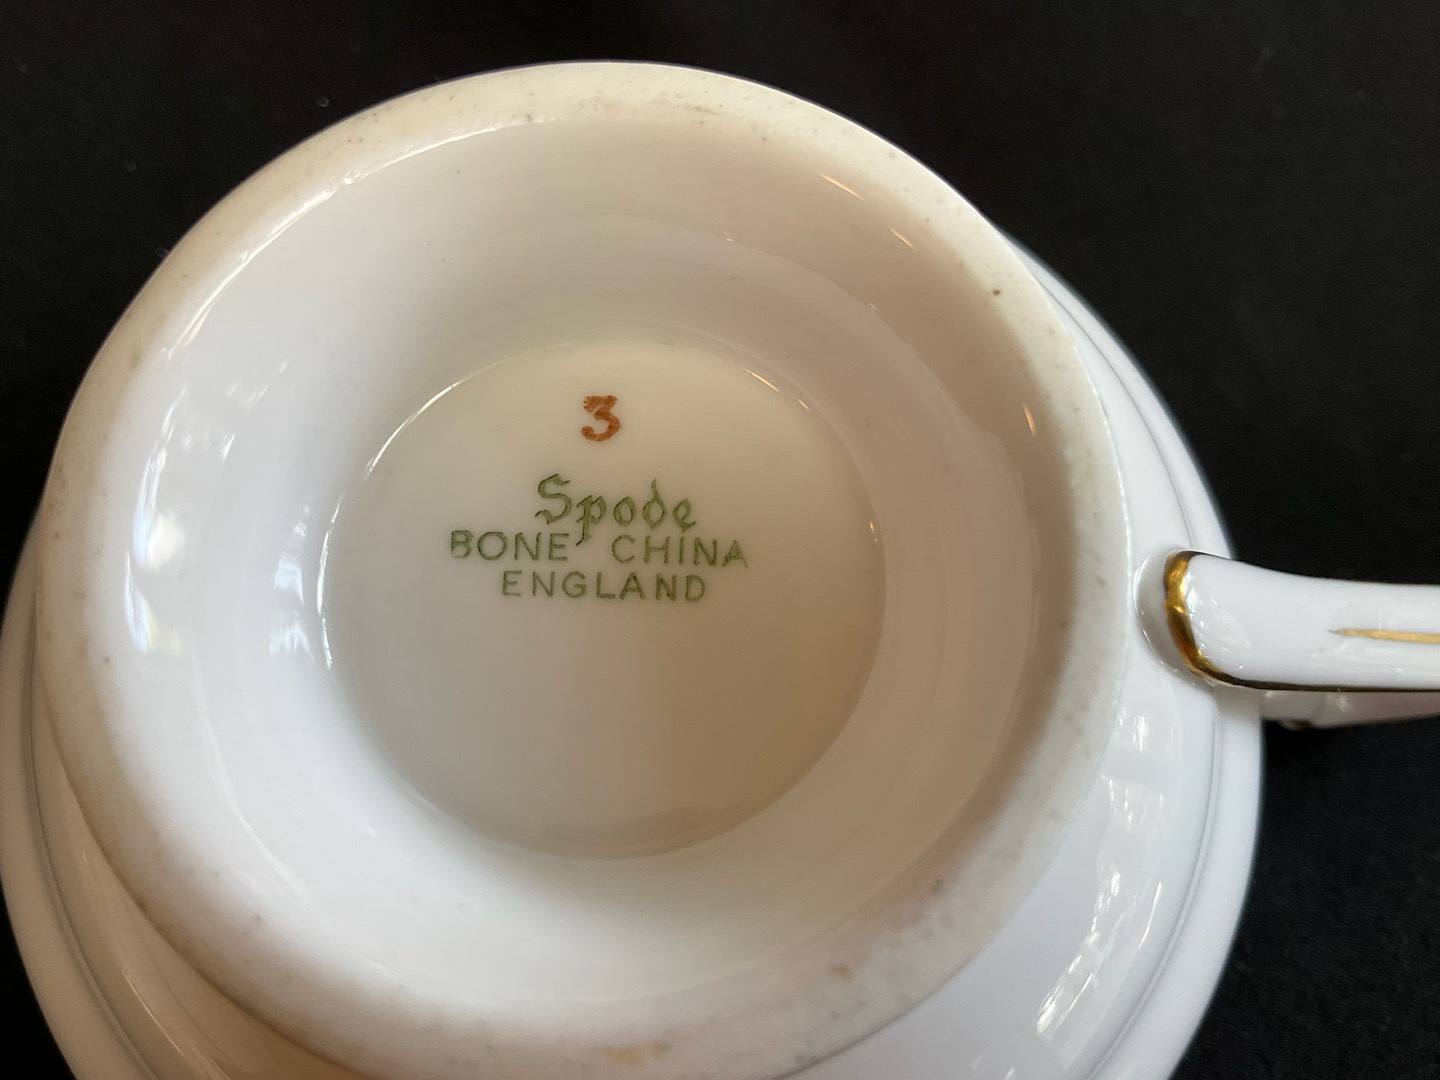 3
Spode
BONE CHINA
ENGLAND